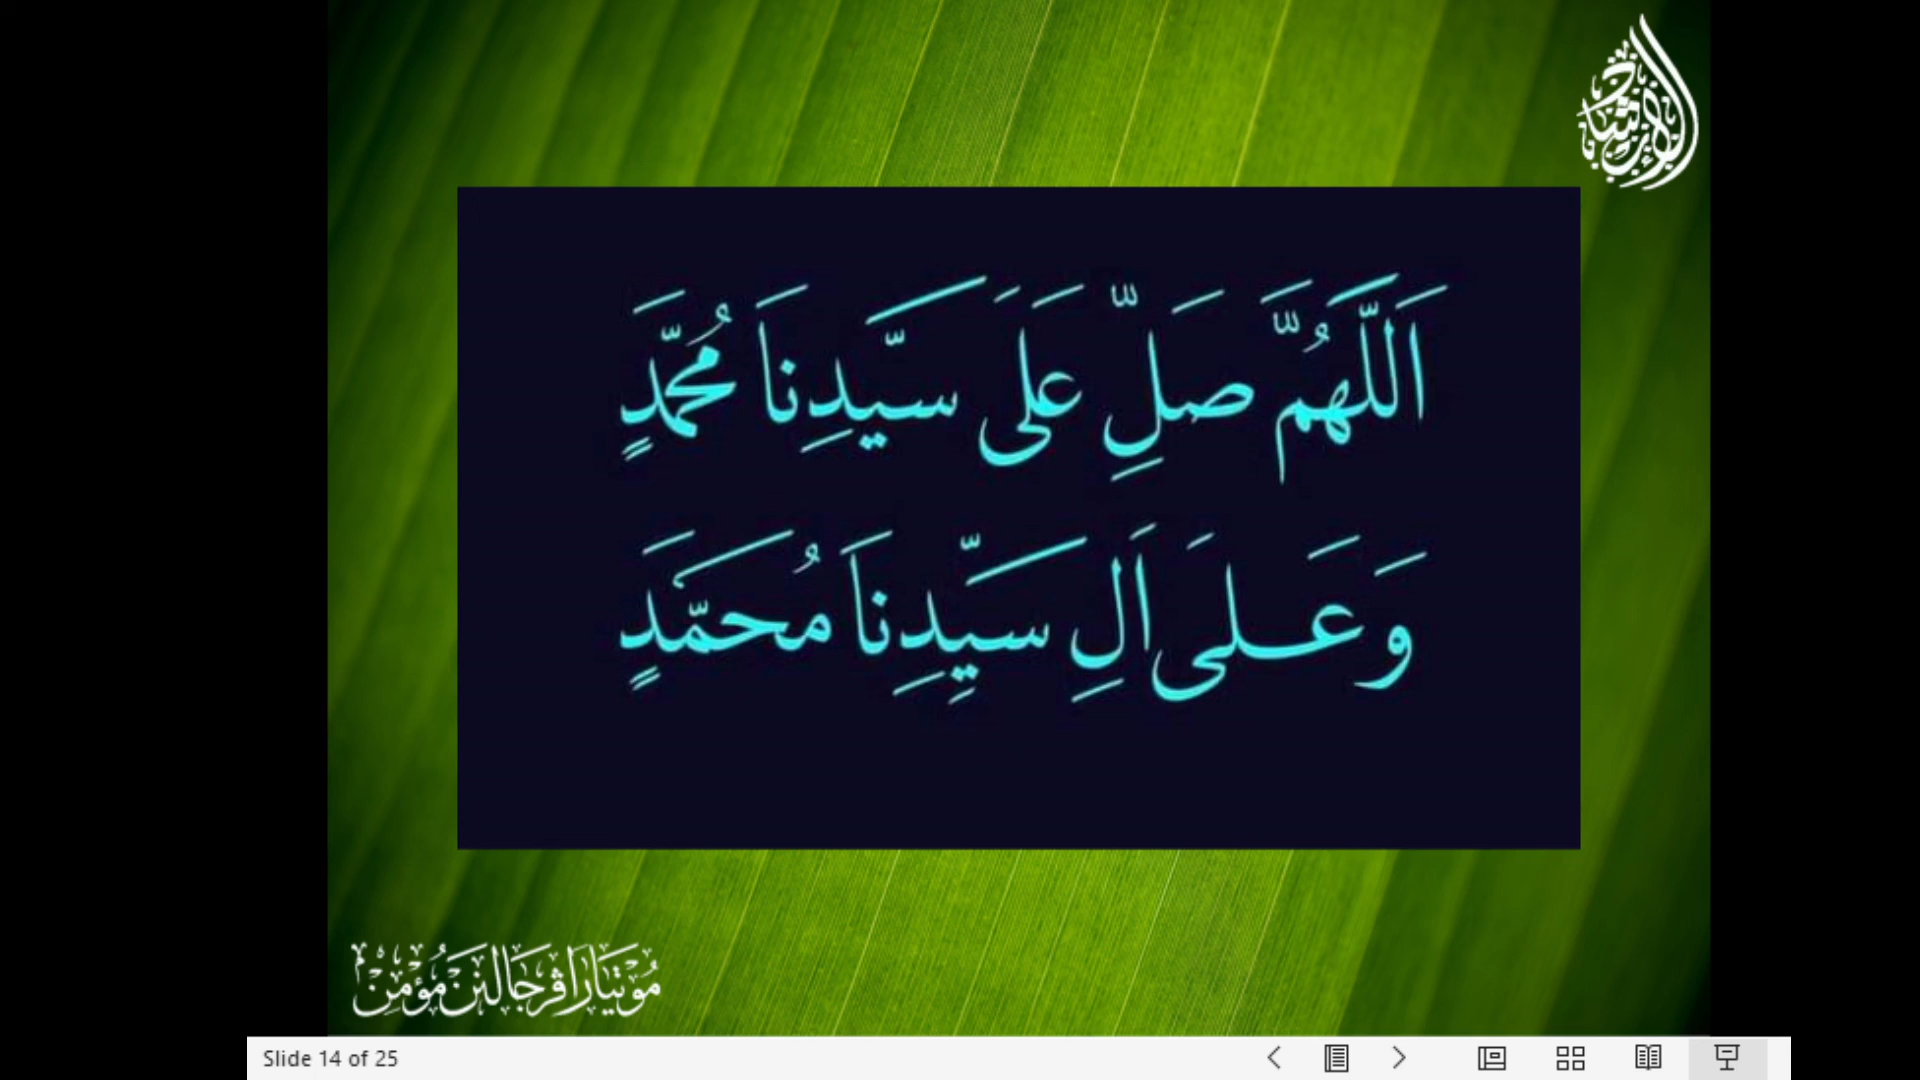 اَللَّهُمَّ صَلِّ عَلَى سَيَّدِنَا مُحَمَّدٍ
وَعَلَى اَلِ سَيِّدِنَا مُحَمَّدٍ
Slide 14 of 25